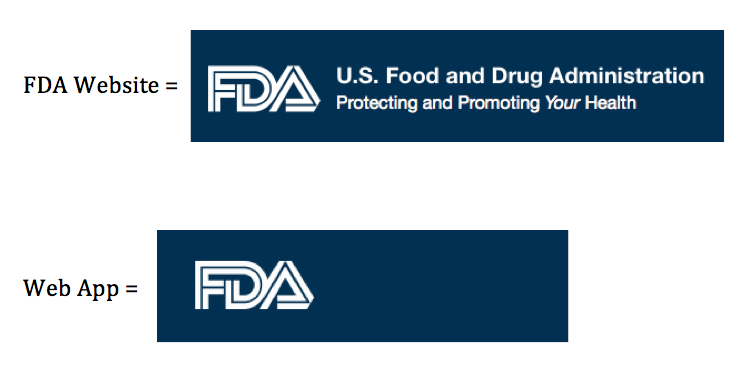 FDA Website =
FDA
U.S. Food and Drug Administration
Protecting and Promoting Your Health
Web App =
FDA